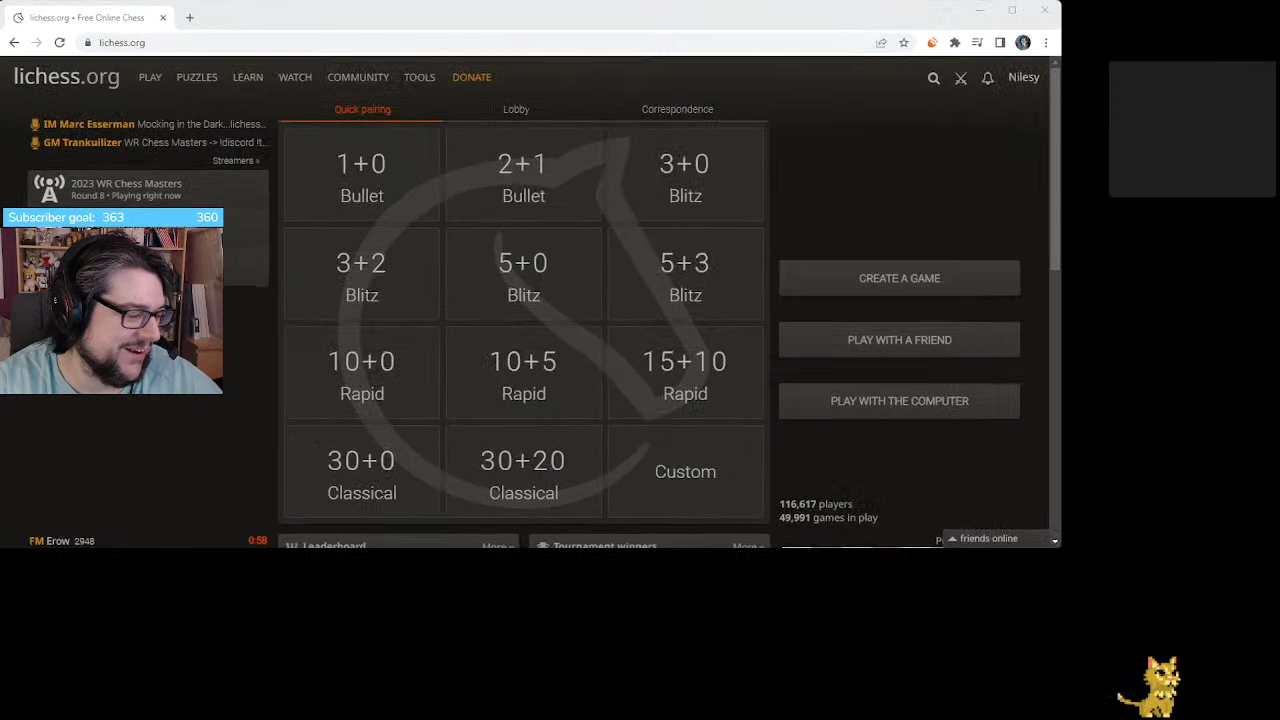 lichess.org • Free Online Chess
lichess.org
lichess.org PLAY PUZZLES LEARN WATCH COMMUNITY TOOLS DONATE Nilesy
Quick pairing Lobby Correspondence
IM Marc Esserman Mocking in the Dark...lichess...
GM Trankuilizer WR Chess Masters -> !discord !t...
Streamers »
2023 WR Chess Masters
Round 8 • Playing right now
Subscriber goal: 363 360
1+0 2+1 3+0
Bullet Bullet Blitz
3+2 5+0 5+3
Blitz Blitz Blitz
10+0 10+5 15+10
Rapid Rapid Rapid
30+0 30+20 Custom
Classical Classical
CREATE A GAME
PLAY WITH A FRIEND
PLAY WITH THE COMPUTER
116,617 players
49,991 games in play
friends online
FM Erow 2948 0:58
Leaderboard More » Tournament winners More »